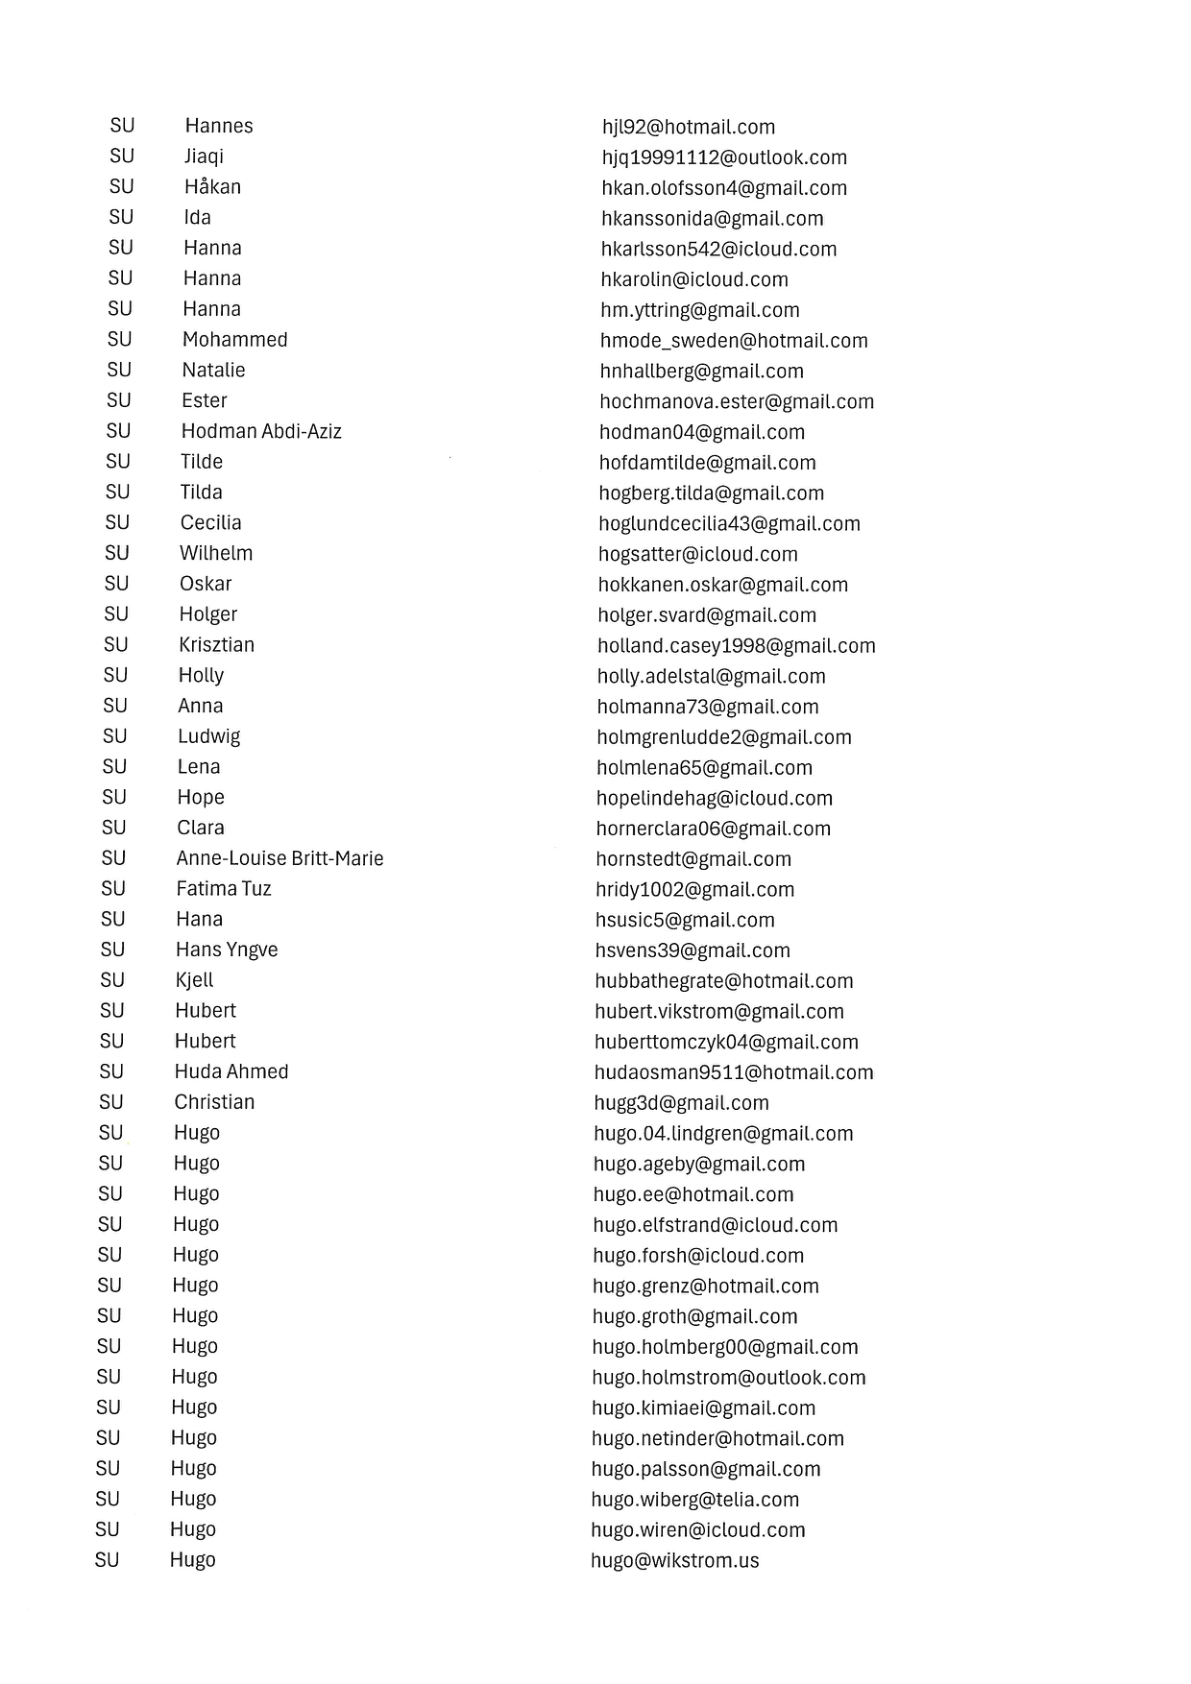 SU Hannes hjl92@hotmail.com
SU Jiaqi hjq19991112@outlook.com
SU Håkan hkan.olofsson4@gmail.com
SU Ida hkanssonida@gmail.com
SU Hanna hkarlsson542@icloud.com
SU Hanna hkarolin@icloud.com
SU Hanna hm.yttring@gmail.com
SU Mohammed hmode_sweden@hotmail.com
SU Natalie hnhallberg@gmail.com
SU Ester hochmanova.ester@gmail.com
SU Hodman Abdi-Aziz hodman04@gmail.com
SU Tilde hofdamtilde@gmail.com
SU Tilda hogberg.tilda@gmail.com
SU Cecilia hoglundcecilia43@gmail.com
SU Wilhelm hogsatter@icloud.com
SU Oskar hokkanen.oskar@gmail.com
SU Holger holger.svard@gmail.com
SU Krisztian holland.casey1998@gmail.com
SU Holly holly.adelstal@gmail.com
SU Anna holmanna73@gmail.com
SU Ludwig holmgrenludde2@gmail.com
SU Lena holmlena65@gmail.com
SU Hope hopelindehag@icloud.com
SU Clara hornerclara06@gmail.com
SU Anne-Louise Britt-Marie hornstedt@gmail.com
SU Fatima Tuz hridy1002@gmail.com
SU Hana hsusic5@gmail.com
SU Hans Yngve hsvens39@gmail.com
SU Kjell hubbathegrate@hotmail.com
SU Hubert hubert.vikstrom@gmail.com
SU Hubert huberttomczyk04@gmail.com
SU Huda Ahmed hudaosman9511@hotmail.com
SU Christian hugg3d@gmail.com
SU Hugo hugo.04.lindgren@gmail.com
SU Hugo hugo.ageby@gmail.com
SU Hugo hugo.ee@hotmail.com
SU Hugo hugo.elfstrand@icloud.com
SU Hugo hugo.forsh@icloud.com
SU Hugo hugo.grenz@hotmail.com
SU Hugo hugo.groth@gmail.com
SU Hugo hugo.holmberg00@gmail.com
SU Hugo hugo.holmstrom@outlook.com
SU Hugo hugo.kimiaei@gmail.com
SU Hugo hugo.netinder@hotmail.com
SU Hugo hugo.palsson@gmail.com
SU Hugo hugo.wiberg@telia.com
SU Hugo hugo.wiren@icloud.com
SU Hugo hugo@wikstrom.us